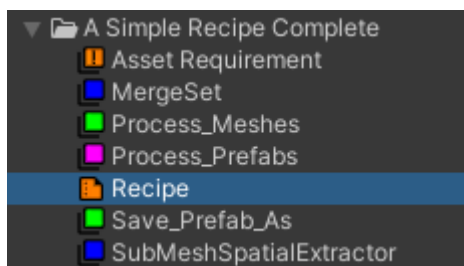 A Simple Recipe Complete
Asset Requirement
MergeSet
Process_Meshes
Process_Prefabs
Recipe
Save_Prefab_As
SubMeshSpatialExtractor